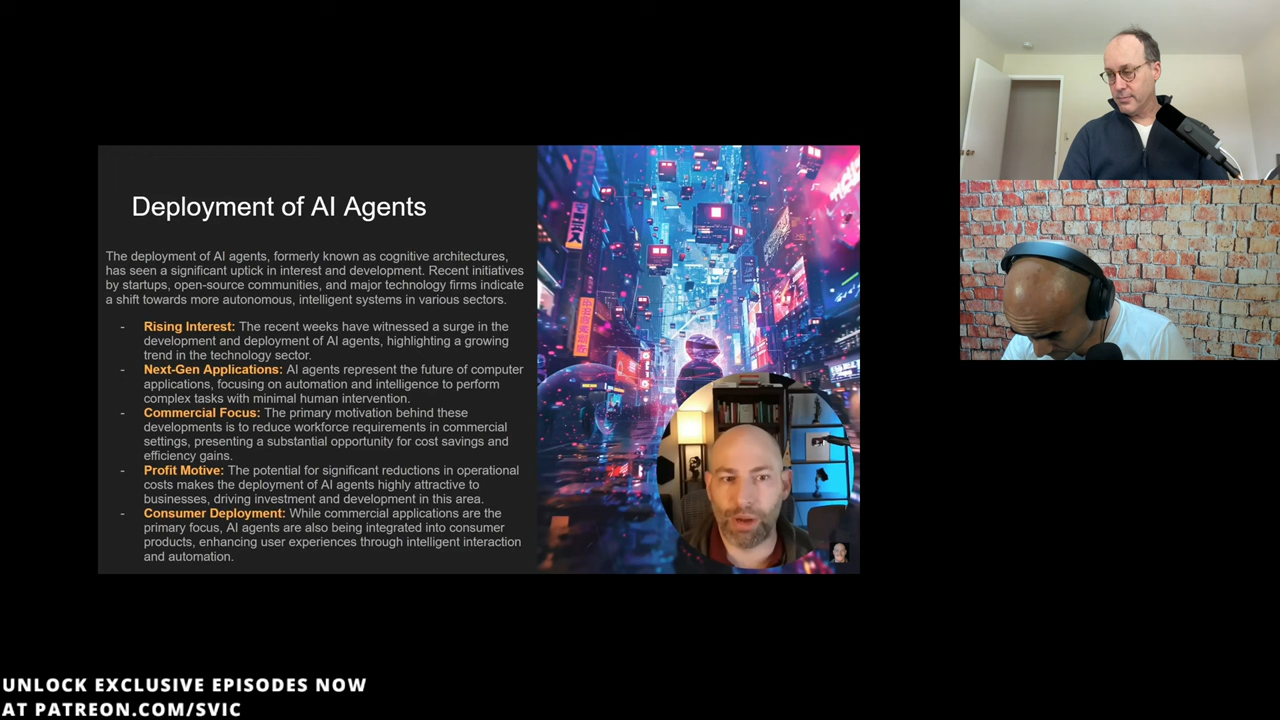 Deployment of AI Agents
The deployment of AI agents, formerly known as cognitive architectures,
has seen a significant uptick in interest and development. Recent initiatives
by startups, open-source communities, and major technology firms indicate
a shift towards more autonomous, intelligent systems in various sectors.
- Rising Interest: The recent weeks have witnessed a surge in the
development and deployment of AI agents, highlighting a growing
trend in the technology sector.
- Next-Gen Applications: AI agents represent the future of computer
applications, focusing on automation and intelligence to perform
complex tasks with minimal human intervention.
- Commercial Focus: The primary motivation behind these
developments is to reduce workforce requirements in commercial
settings, presenting a substantial opportunity for cost savings and
efficiency gains.
- Profit Motive: The potential for significant reductions in operational
costs makes the deployment of AI agents highly attractive to
businesses, driving investment and development in this area.
- Consumer Deployment: While commercial applications are the
primary focus, AI agents are also being integrated into consumer
products, enhancing user experiences through intelligent interaction
and automation.
UNLOCK EXCLUSIVE EPISODES NOW
AT PATREON.COM/SVIC